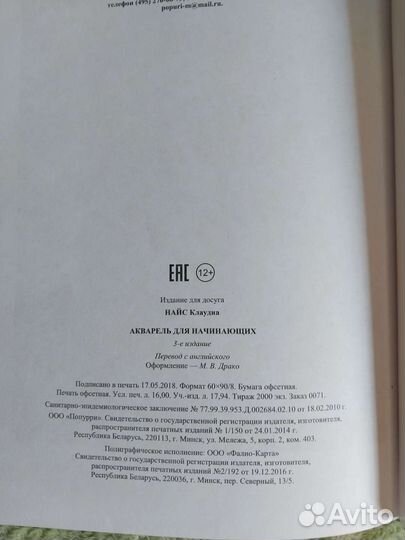 телефон (495)
popuri-m@mail.ru.
ЕАС 12+
Издание для досуга
НАЙС Клаудиа
АКВАРЕЛЬ ДЛЯ НАЧИНАЮЩИХ
3-е издание
Перевод с английского
Оформление — М. В. Драко
Подписано в печать 17.05.2018. Формат 60×90/8. Бумага офсетная.
Печать офсетная. Усл. печ. л. 16,00. Уч.-изд. л. 17,94. Тираж 2000 экз. Заказ 0071.
Санитарно-эпидемиологическое заключение № 77.99.39.953.Д.002684.02.10 от 18.02.2010 г.
ООО «Попурри». Свидетельство о государственной регистрации издателя, изготовителя,
распространителя печатных изданий № 1/150 от 24.01.2014 г.
Республика Беларусь, 220113, г. Минск, ул. Мележа, 5, корп. 2, ком. 403.
Полиграфическое исполнение: ООО «Фалио-Карта»
Свидетельство о государственной регистрации издателя, изготовителя,
распространителя печатных изданий №2/192 от 19.12.2016 г.
Республика Беларусь, 220036, г. Минск, пер. Северный, 13/5.
Avito